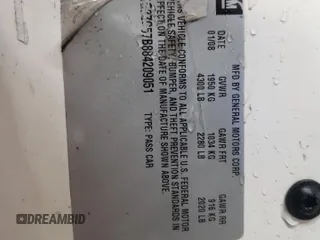 GM
MFD BY GENERAL MOTORS CORP
DATE GVWR GAWR FRT GAWR RR
01/08 1950 KG 1034 KG 916 KG
4300 LB 2280 LB 2020 LB
VEHICLE CONFORMS TO ALL APPLICABLE U.S. FEDERAL MOTOR
VEHICLE SAFETY, BUMPER, AND THEFT PREVENTION STANDARDS IN
EFFECT ON THE DATE OF MANUFACTURE SHOWN ABOVE.
TYPE: PASS CAR
DREAMBID